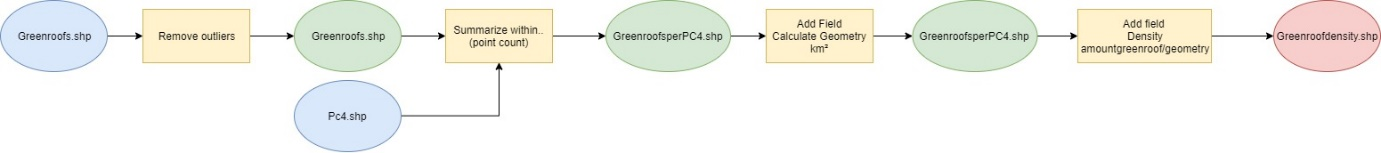 Greenroofs.shp
Remove outliers
Greenroofs.shp
Summarize within..
(point count)
GreenroofsperPC4.shp
Add Field
Calculate Geometry
km²
GreenroofsperPC4.shp
Add field
Density
amountgreenroof/geometry
Greenroofdensity.shp
Pc4.shp